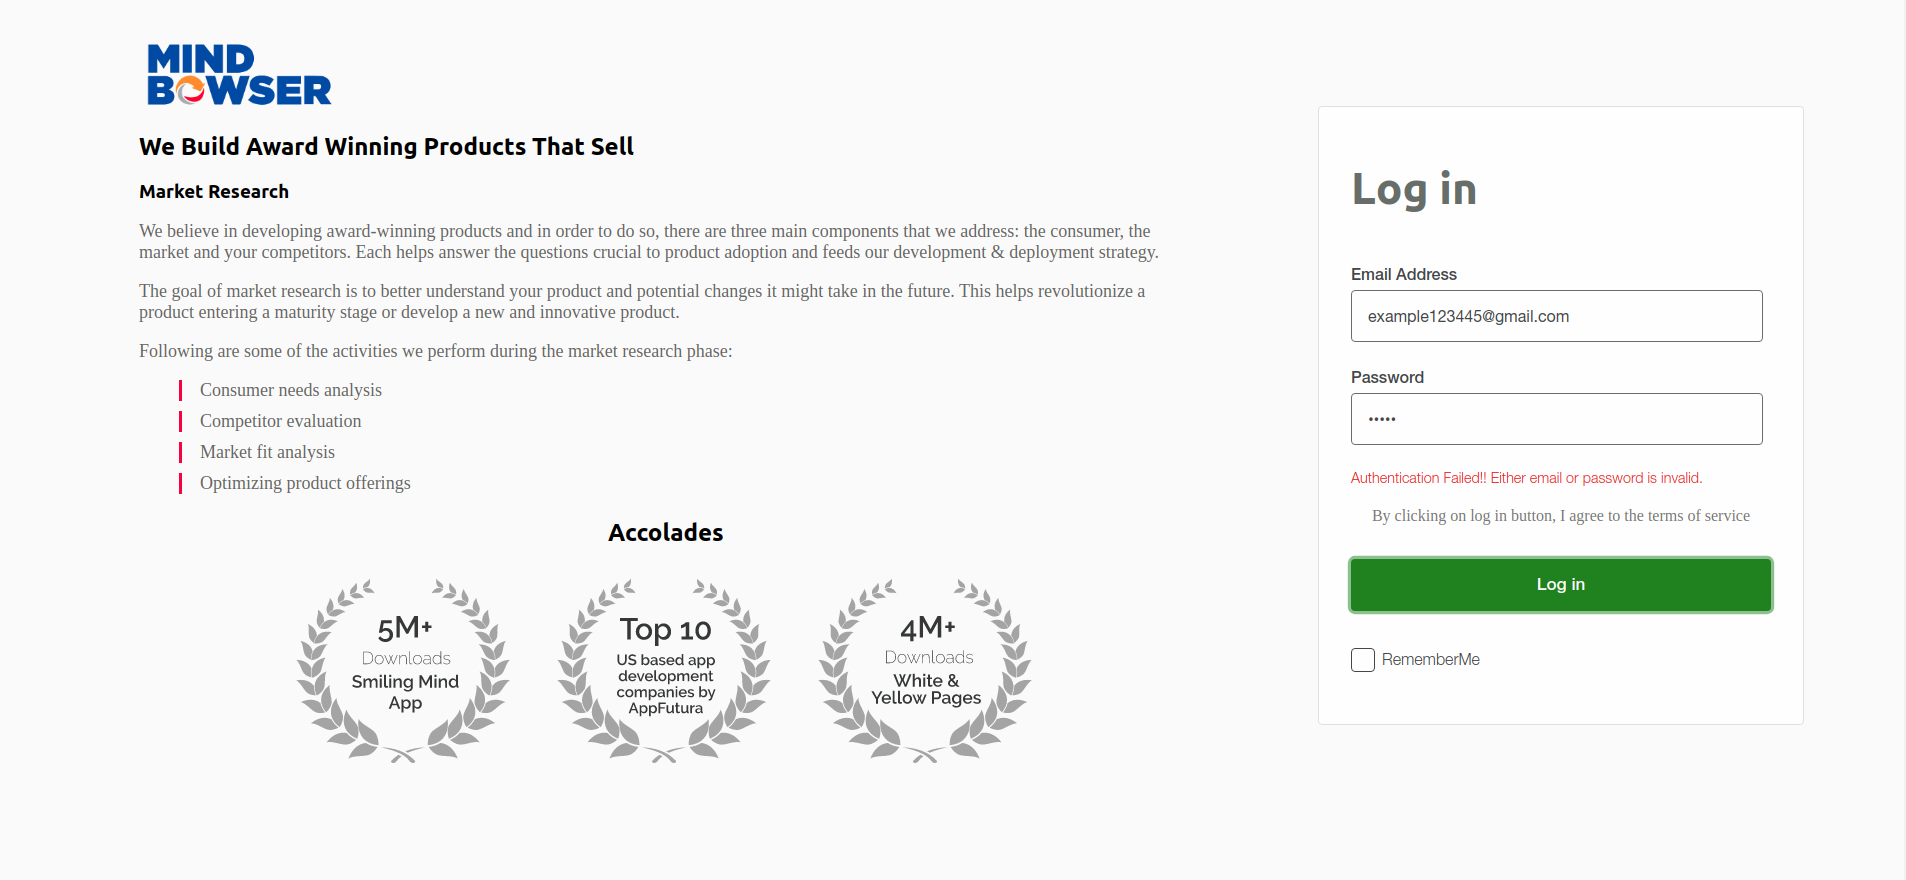 MIND
BOWSER
We Build Award Winning Products That Sell
Market Research
We believe in developing award-winning products and in order to do so, there are three main components that we address: the consumer, the
market and your competitors. Each helps answer the questions crucial to product adoption and feeds our development & deployment strategy.
The goal of market research is to better understand your product and potential changes it might take in the future. This helps revolutionize a
product entering a maturity stage or develop a new and innovative product.
Following are some of the activities we perform during the market research phase:
Consumer needs analysis
Competitor evaluation
Market fit analysis
Optimizing product offerings
Accolades
5M+
Downloads
Smiling Mind
App
Top 10
US based app
development
companies by
AppFutura
4M+
Downloads
White &
Yellow Pages
Log in
Email Address
example123445@gmail.com
Password
•••••
Authentication Failed!! Either email or password is invalid.
By clicking on log in button, I agree to the terms of service
Log in
RememberMe